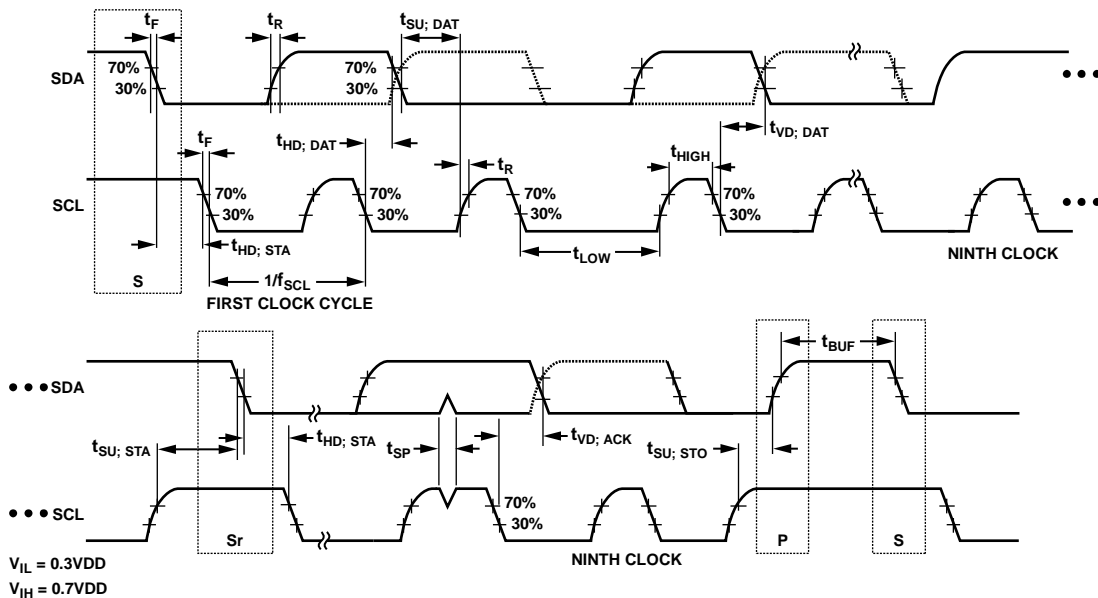 tF
tR
tSU; DAT
SDA
70%
30%
70%
30%
tHD; DAT
tVD; DAT
tF
tR
tHIGH
SCL
70%
30%
70%
30%
70%
30%
70%
30%
tHD; STA
tLOW
NINTH CLOCK
S
1/fSCL
FIRST CLOCK CYCLE
tBUF
••• SDA
tSU; STA
tHD; STA
tSP
tVD; ACK
tSU; STO
••• SCL
70%
30%
Sr
NINTH CLOCK
P
S
VIL = 0.3VDD
VIH = 0.7VDD